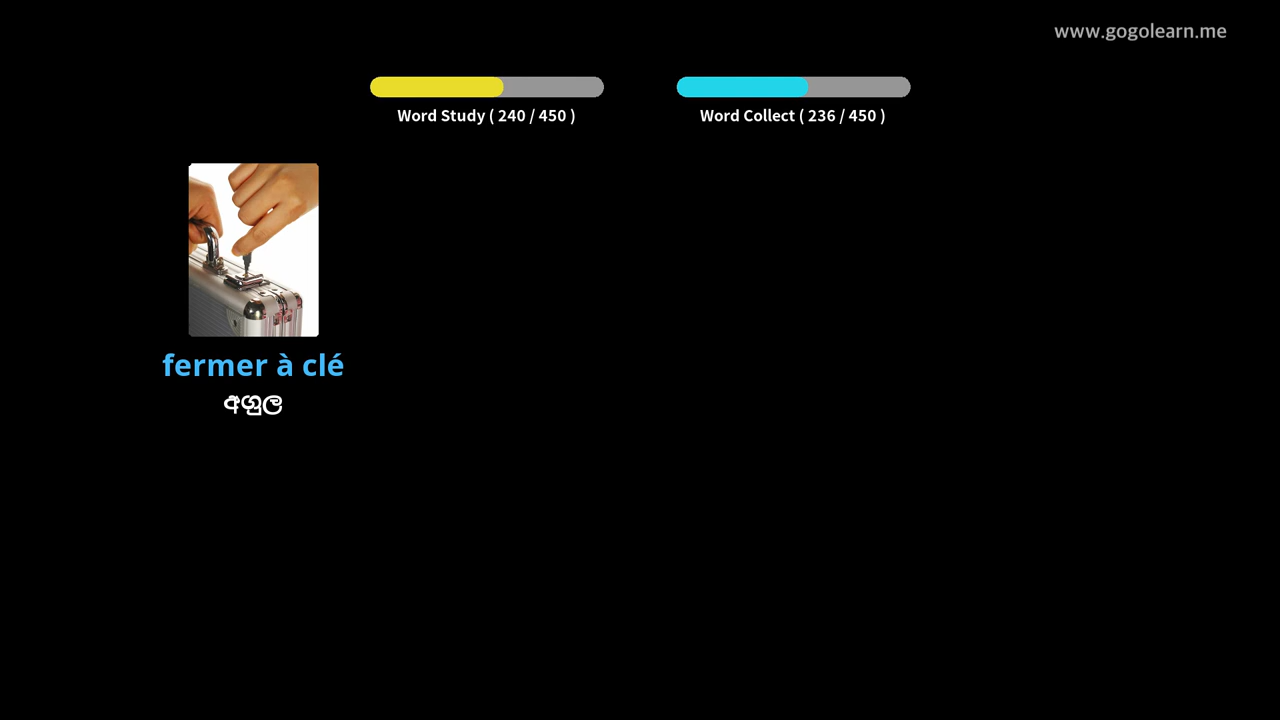 www.gogolearn.me
Word Study ( 240 / 450 )
Word Collect ( 236 / 450 )
fermer à clé
අගුල